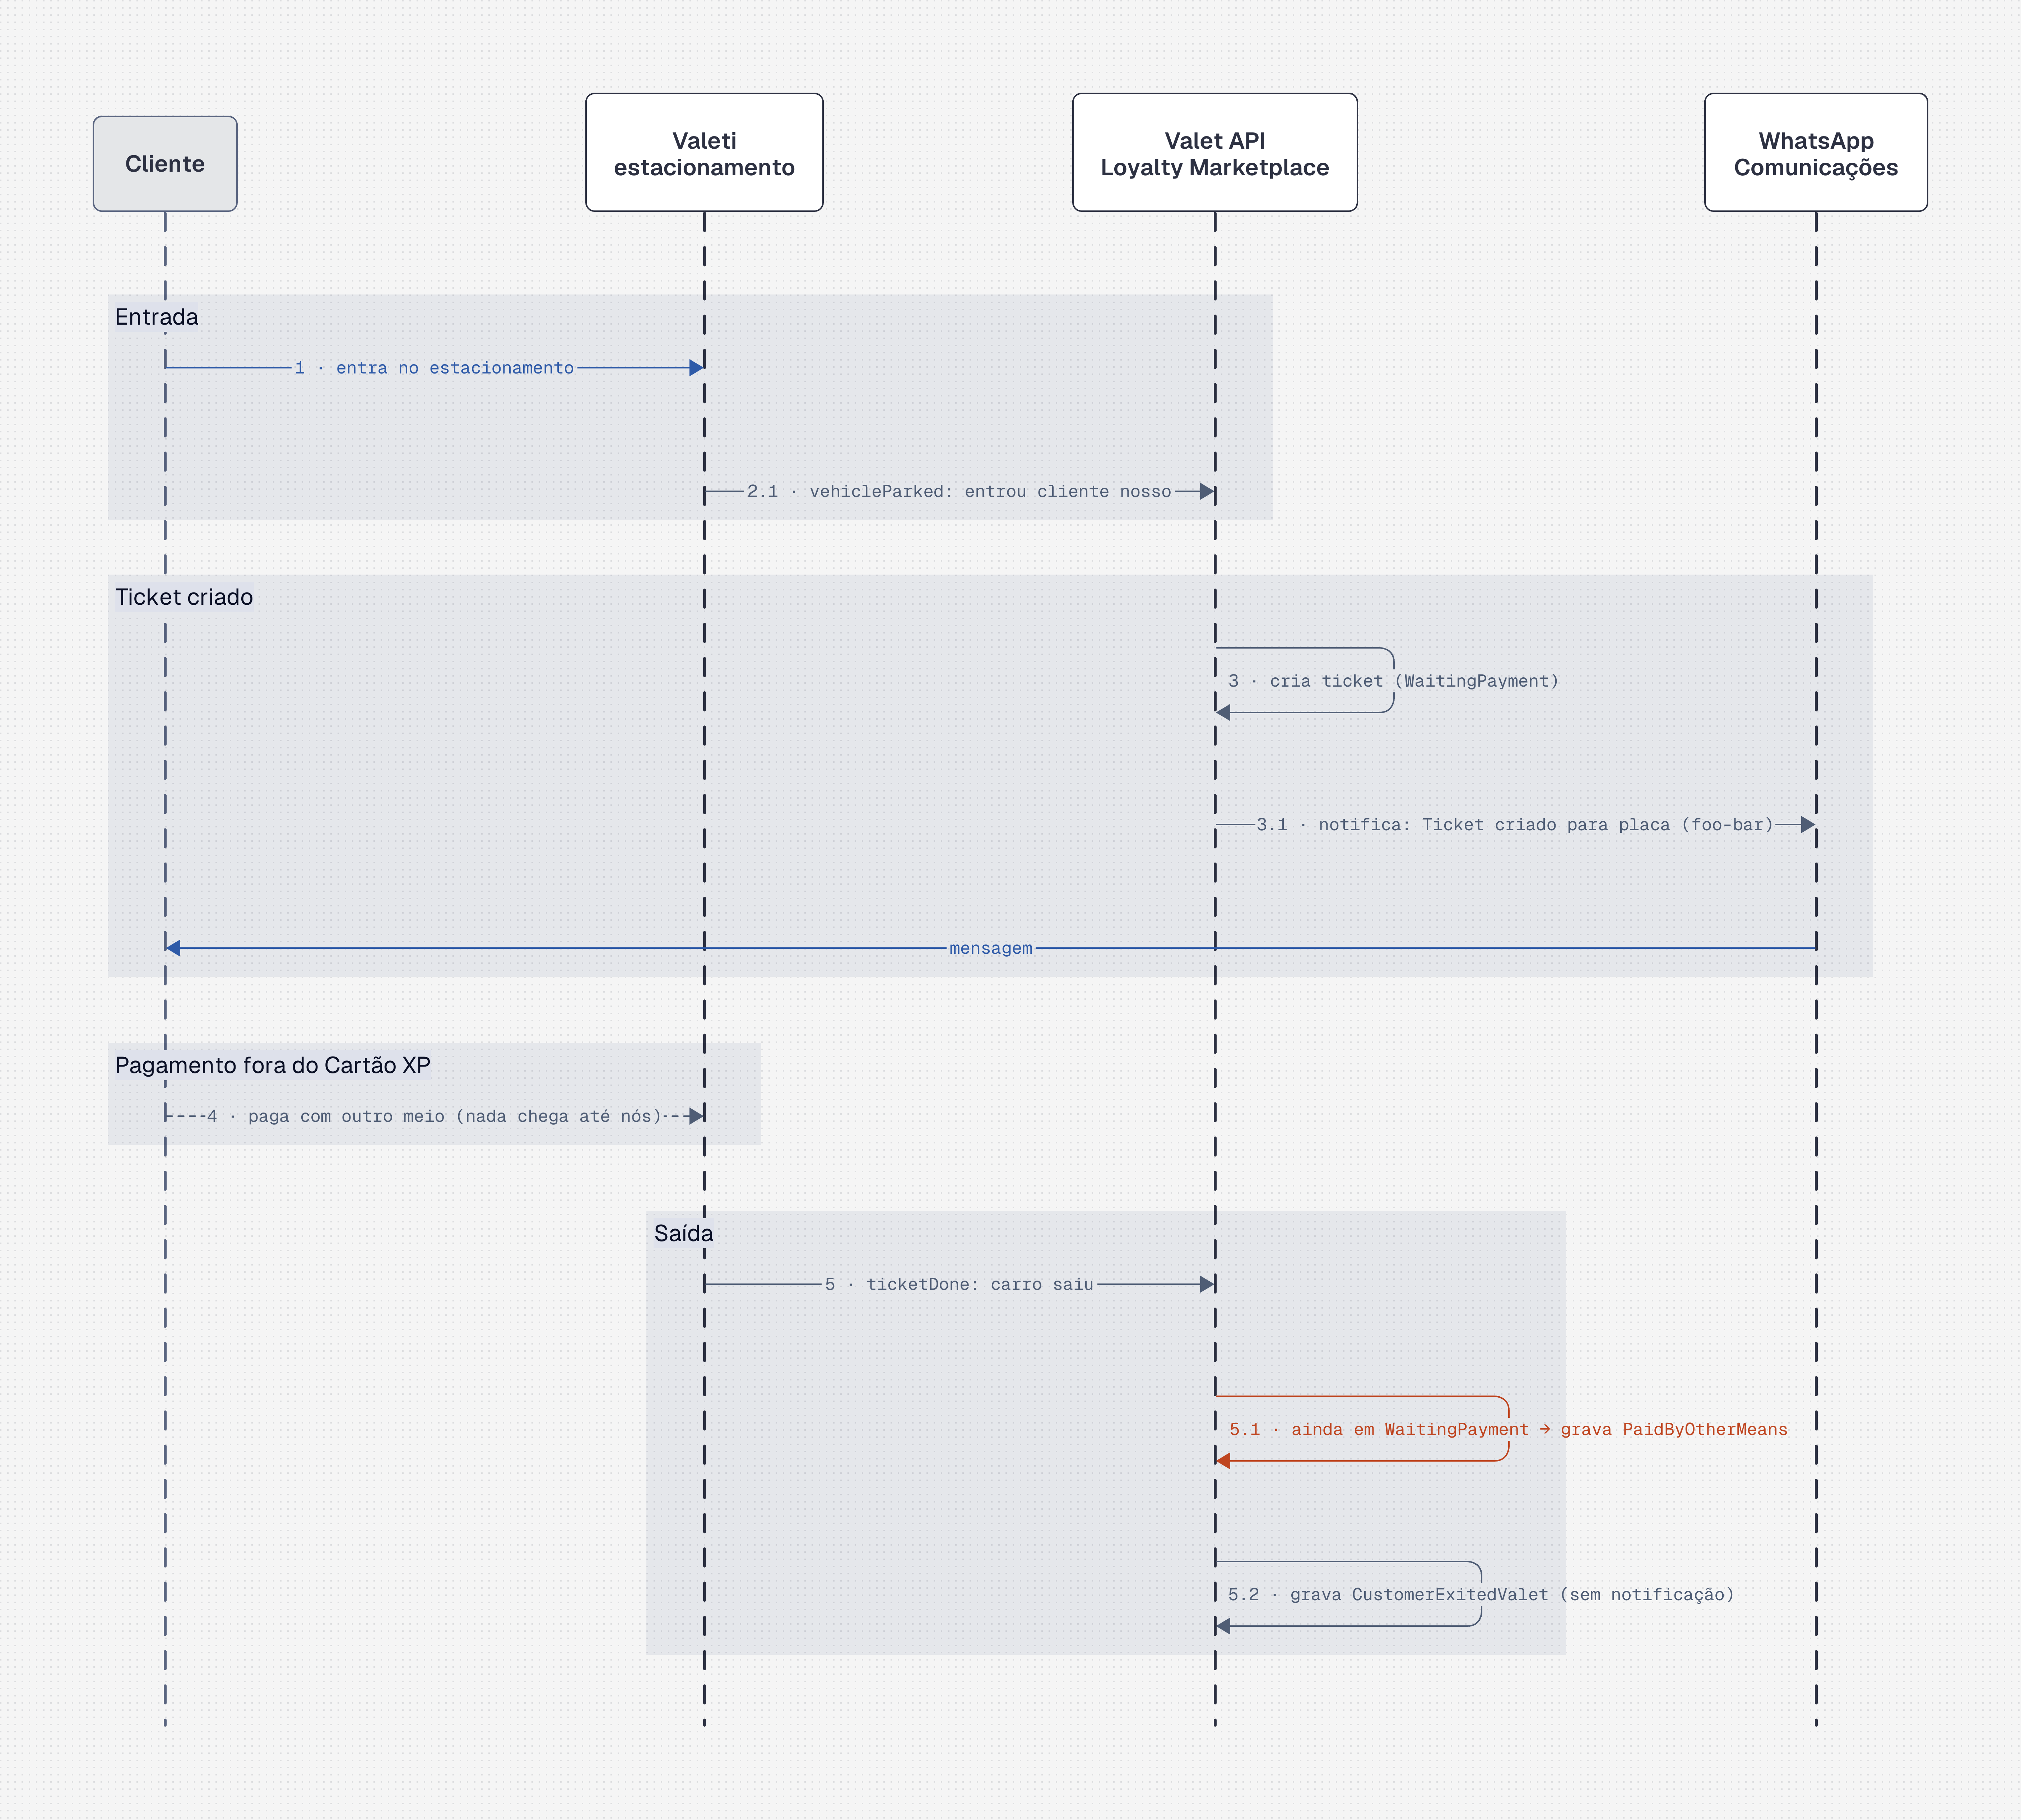 Cliente
Valeti
estacionamento
Valet API
Loyalty Marketplace
WhatsApp
Comunicações
Entrada
1 · entra no estacionamento
2.1 · vehicleParked: entrou cliente nosso
Ticket criado
3 · cria ticket (WaitingPayment)
3.1 · notifica: Ticket criado para placa (foo-bar)
mensagem
Pagamento fora do Cartão XP
4 · paga com outro meio (nada chega até nós)
Saída
5 · ticketDone: carro saiu
5.1 · ainda em WaitingPayment → grava PaidByOtherMeans
5.2 · grava CustomerExitedValet (sem notificação)